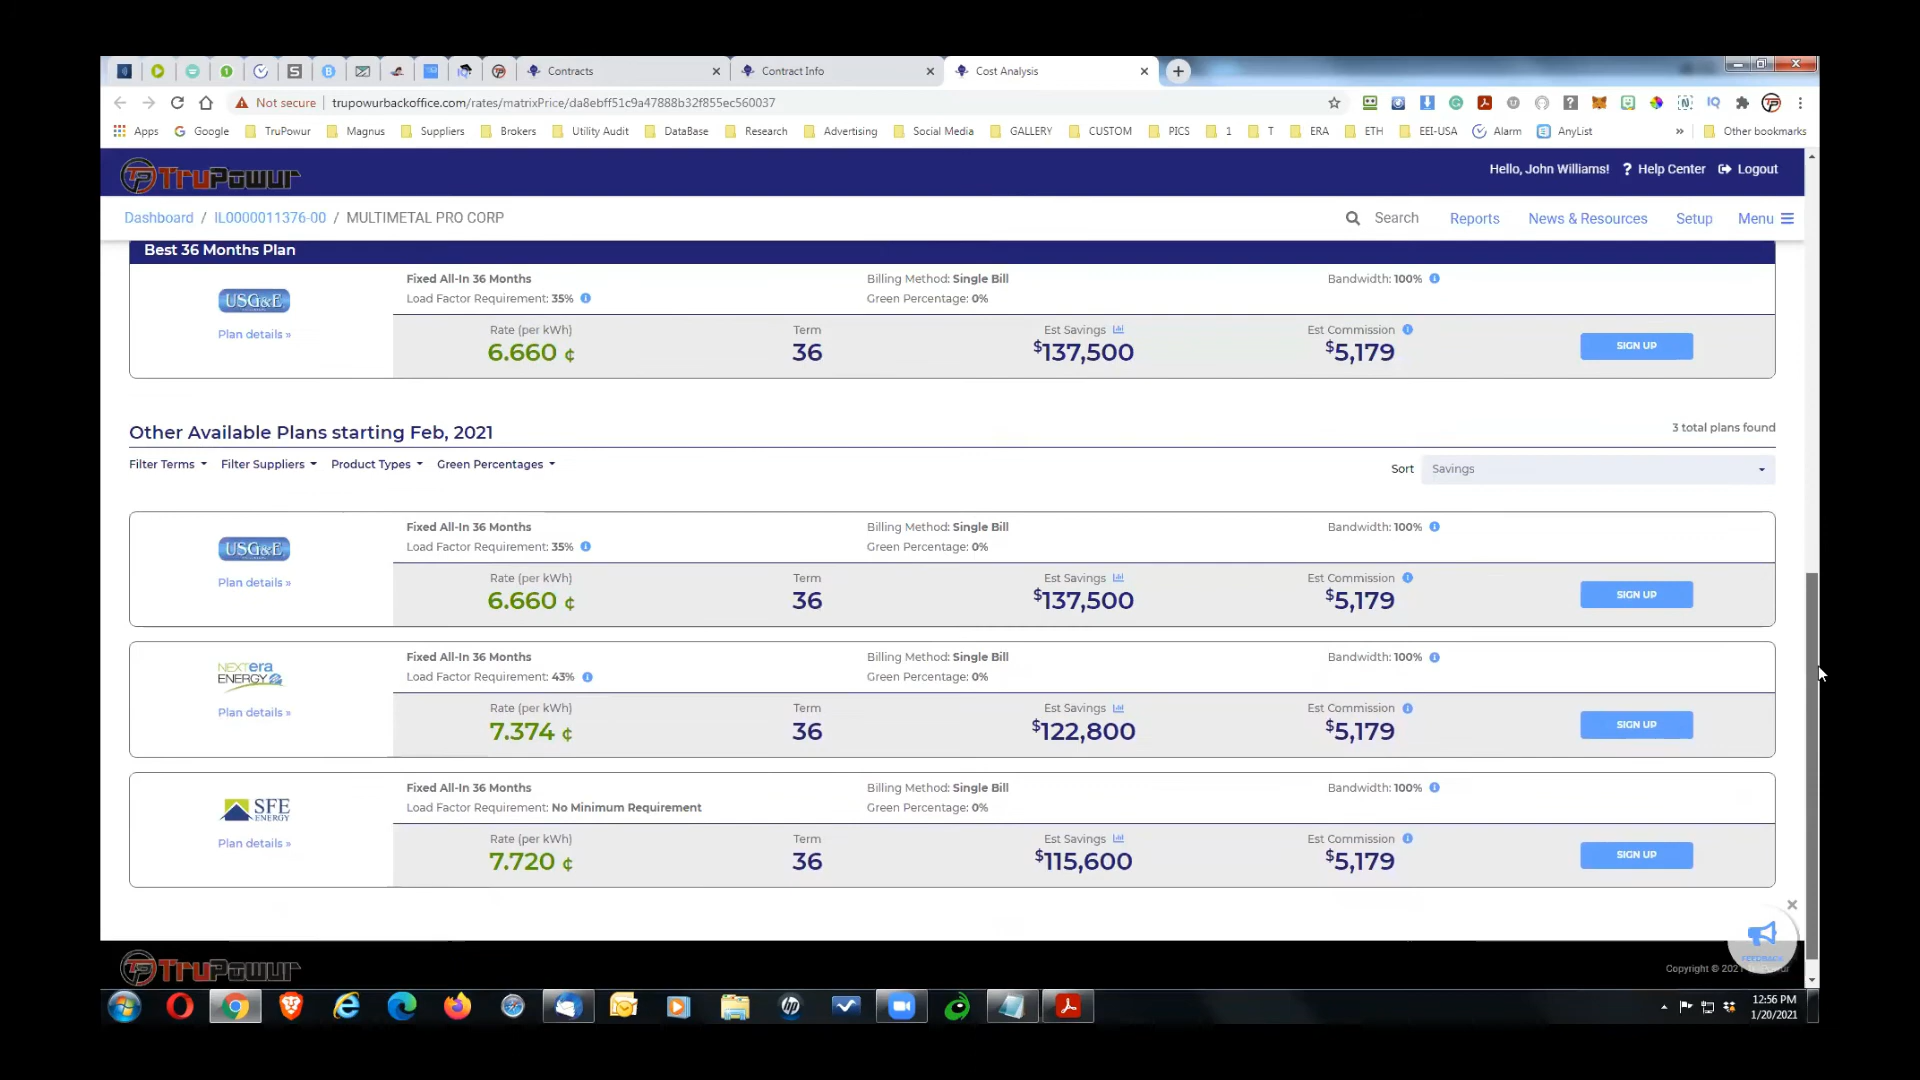 Contracts
Contract Info
Cost Analysis
Not secure
trupowurbackoffice.com/rates/matrixPrice/da8ebff51c9a47888b32f855ec560037
Apps Google TruPowur Magnus Suppliers Brokers Utility Audit DataBase Research Advertising Social Media GALLERY CUSTOM PICS 1 T ERA ETH EEI-USA Alarm AnyList » Other bookmarks
TruPowur
Hello, John Williams! ? Help Center Logout
Dashboard / IL0000011376-00 / MULTIMETAL PRO CORP
Search Reports News & Resources Setup Menu
Best 36 Months Plan
USG&E
Plan details »
Fixed All-In 36 Months
Load Factor Requirement: 35%
Billing Method: Single Bill
Green Percentage: 0%
Bandwidth: 100%
Rate (per kWh) Term Est Savings Est Commission
6.660 ¢ 36 $137,500 $5,179
SIGN UP
Other Available Plans starting Feb, 2021
3 total plans found
Filter Terms Filter Suppliers Product Types Green Percentages
Sort Savings
USG&E
Plan details »
Fixed All-In 36 Months
Load Factor Requirement: 35%
Billing Method: Single Bill
Green Percentage: 0%
Bandwidth: 100%
Rate (per kWh) Term Est Savings Est Commission
6.660 ¢ 36 $137,500 $5,179
SIGN UP
NEXTera
ENERGY
Plan details »
Fixed All-In 36 Months
Load Factor Requirement: 43%
Billing Method: Single Bill
Green Percentage: 0%
Bandwidth: 100%
Rate (per kWh) Term Est Savings Est Commission
7.374 ¢ 36 $122,800 $5,179
SIGN UP
SFE
ENERGY
Plan details »
Fixed All-In 36 Months
Load Factor Requirement: No Minimum Requirement
Billing Method: Single Bill
Green Percentage: 0%
Bandwidth: 100%
Rate (per kWh) Term Est Savings Est Commission
7.720 ¢ 36 $115,600 $5,179
SIGN UP
FEEDBACK
TruPowur
Copyright © 202
12:56 PM
1/20/2021